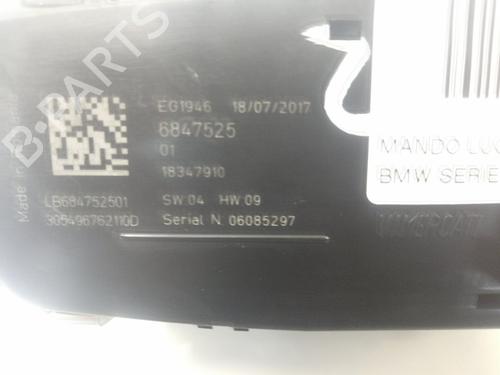 EG1946 18/07/2017
6847525
01
18347910
LB684752501 SW 04 HW 09
305496762110D Serial N 06085297
Made in
B-PARTS
MANDO LUC
BMW SERIE